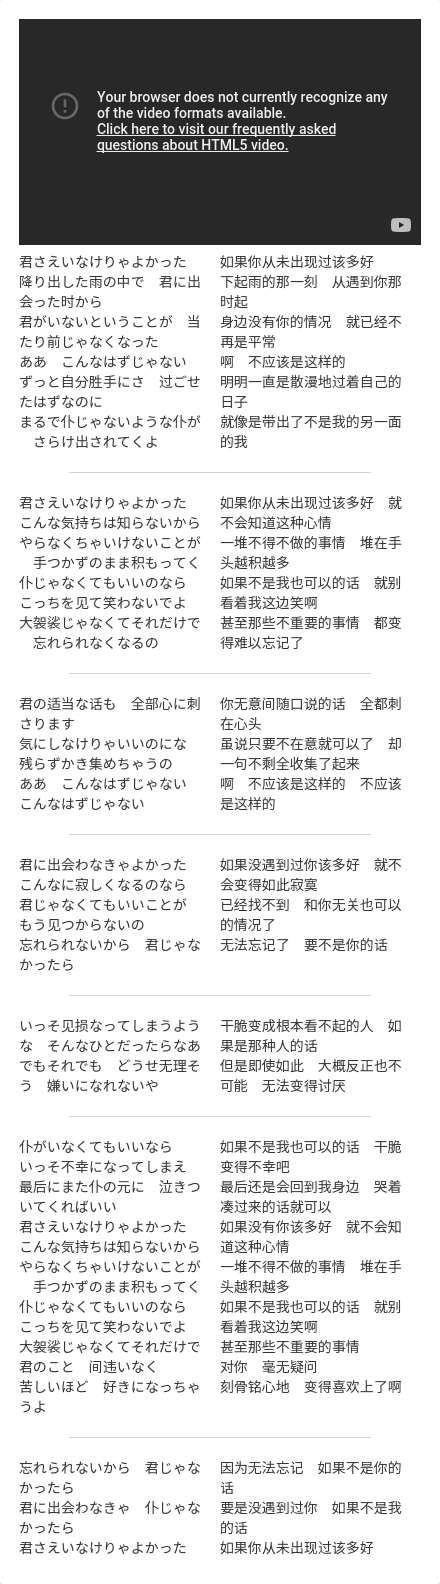 Your browser does not currently recognize any
of the video formats available.
Click here to visit our frequently asked
questions about HTML5 video.
君さえいなけりゃよかった
降り出した雨の中で　君に出
会った时から
君がいないということが　当
たり前じゃなくなった
ああ　こんなはずじゃない
ずっと自分胜手にさ　过ごせ
たはずなのに
まるで仆じゃないような仆が
さらけ出されてくよ
如果你从未出现过该多好
下起雨的那一刻　从遇到你那
时起
身边没有你的情况　就已经不
再是平常
啊　不应该是这样的
明明一直是散漫地过着自己的
日子
就像是带出了不是我的另一面
的我
君さえいなけりゃよかった
こんな気持ちは知らないから
やらなくちゃいけないことが
手つかずのまま积もってく
仆じゃなくてもいいのなら
こっちを见て笑わないでよ
大袈裟じゃなくてそれだけで
忘れられなくなるの
如果你从未出现过该多好　就
不会知道这种心情
一堆不得不做的事情　堆在手
头越积越多
如果不是我也可以的话　就别
看着我这边笑啊
甚至那些不重要的事情　都变
得难以忘记了
君の适当な话も　全部心に刺
さります
気にしなけりゃいいのにな
残らずかき集めちゃうの
ああ　こんなはずじゃない
こんなはずじゃない
你无意间随口说的话　全都刺
在心头
虽说只要不在意就可以了　却
一句不剩全收集了起来
啊　不应该是这样的　不应该
是这样的
君に出会わなきゃよかった
こんなに寂しくなるのなら
君じゃなくてもいいことが
もう见つからないの
忘れられないから　君じゃな
かったら
如果没遇到过你该多好　就不
会变得如此寂寞
已经找不到　和你无关也可以
的情况了
无法忘记了　要不是你的话
いっそ见损なってしまうよう
な　そんなひとだったらなあ
でもそれでも　どうせ无理そ
う　嫌いになれないや
干脆变成根本看不起的人　如
果是那种人的话
但是即使如此　大概反正也不
可能　无法变得讨厌
仆がいなくてもいいなら
いっそ不幸になってしまえ
最后にまた仆の元に　泣きつ
いてくればいい
君さえいなけりゃよかった
こんな気持ちは知らないから
やらなくちゃいけないことが
手つかずのまま积もってく
仆じゃなくてもいいのなら
こっちを见て笑わないでよ
大袈裟じゃなくてそれだけで
君のこと　间违いなく
苦しいほど　好きになっちゃ
うよ
如果不是我也可以的话　干脆
变得不幸吧
最后还是会回到我身边　哭着
凑过来的话就可以
如果没有你该多好　就不会知
道这种心情
一堆不得不做的事情　堆在手
头越积越多
如果不是我也可以的话　就别
看着我这边笑啊
甚至那些不重要的事情
对你　毫无疑问
刻骨铭心地　变得喜欢上了啊
忘れられないから　君じゃな
かったら
君に出会わなきゃ　仆じゃな
かったら
君さえいなけりゃよかった
因为无法忘记　如果不是你的
话
要是没遇到过你　如果不是我
的话
如果你从未出现过该多好